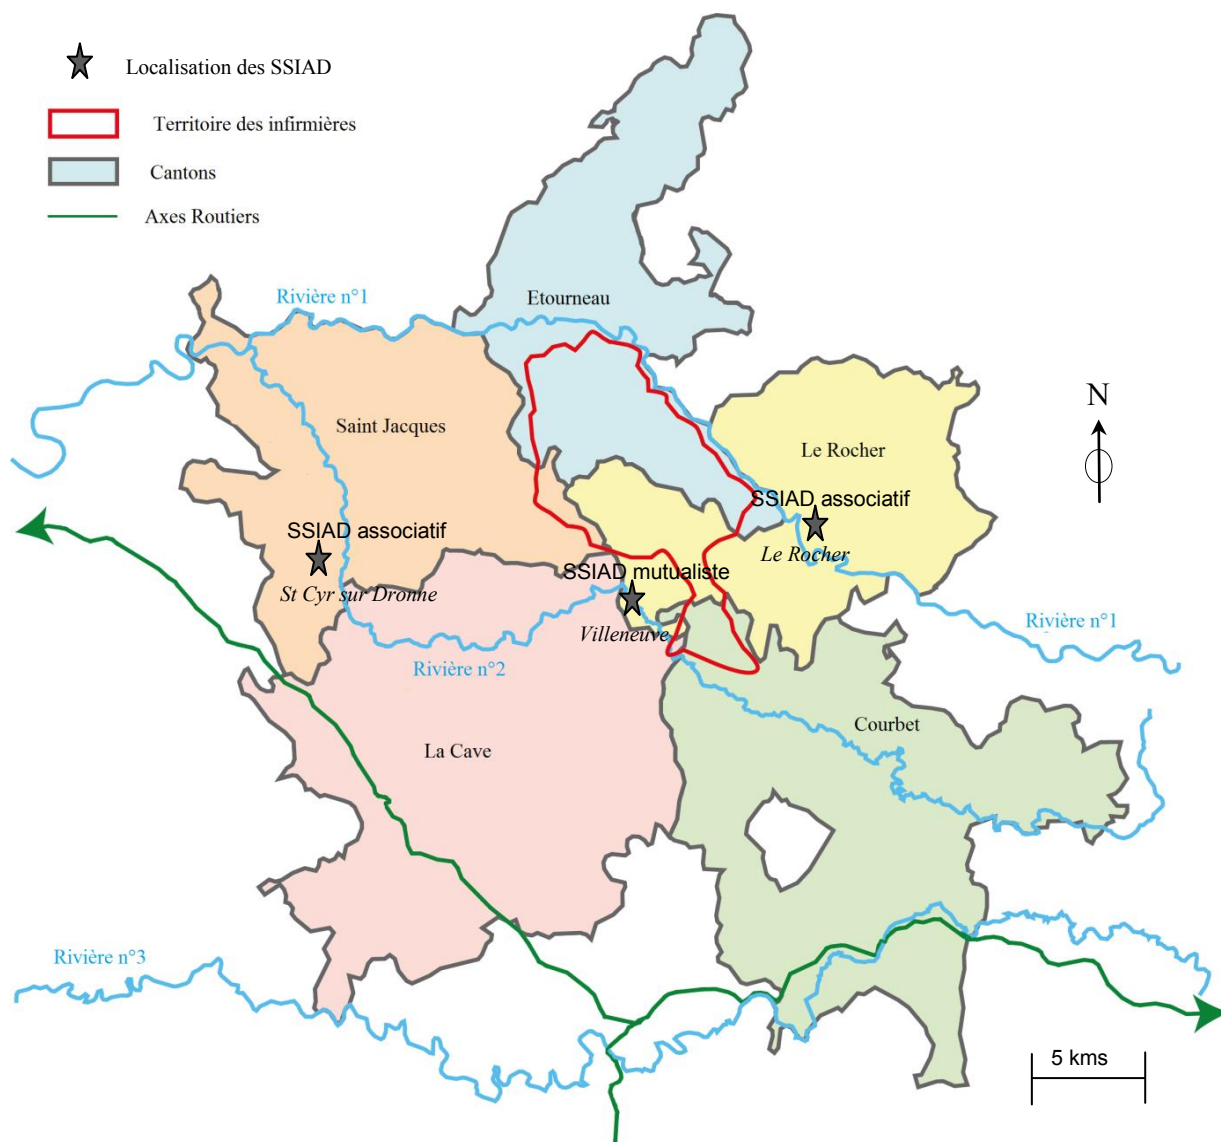 Localisation des SSIAD
Territoire des infirmières
Cantons
Axes Routiers
Rivière n°1
Etourneau
N
Saint Jacques
Le Rocher
SSIAD associatif
Le Rocher
SSIAD associatif
St Cyr sur Dronne
SSIAD mutualiste
Villeneuve
Rivière n°1
Rivière n°2
Courbet
La Cave
Rivière n°3
5 kms